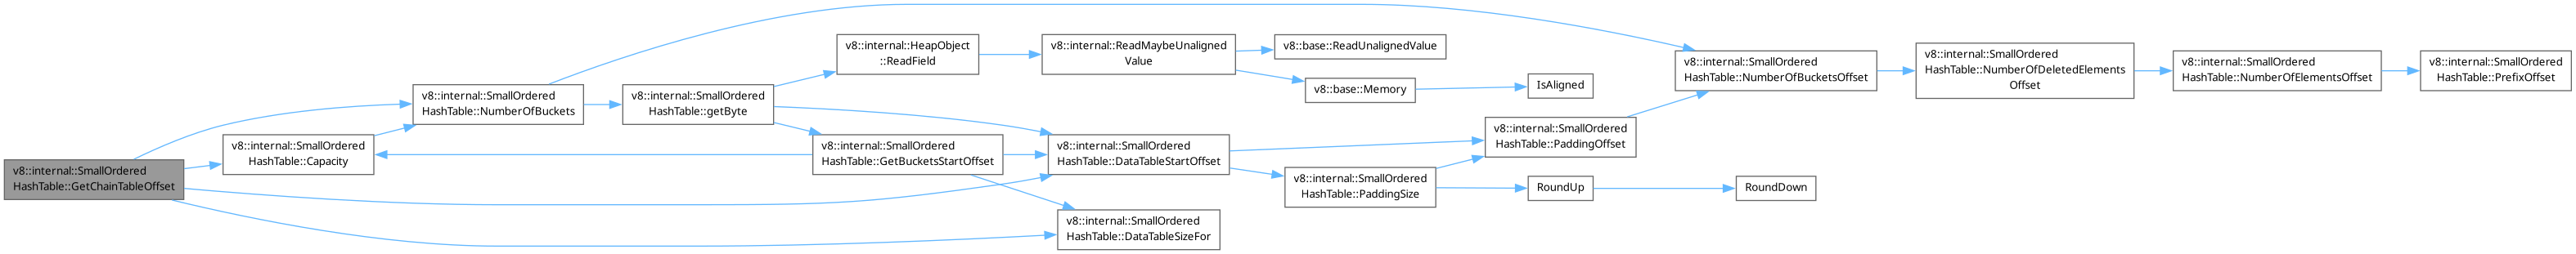 v8::internal::SmallOrdered
HashTable::GetChainTableOffset
v8::internal::SmallOrdered
HashTable::Capacity
v8::internal::SmallOrdered
HashTable::NumberOfBuckets
v8::internal::SmallOrdered
HashTable::getByte
v8::internal::HeapObject
::ReadField
v8::internal::SmallOrdered
HashTable::GetBucketsStartOffset
v8::internal::ReadMaybeUnaligned
Value
v8::internal::SmallOrdered
HashTable::DataTableStartOffset
v8::internal::SmallOrdered
HashTable::DataTableSizeFor
v8::base::ReadUnalignedValue
v8::base::Memory
v8::internal::SmallOrdered
HashTable::PaddingSize
IsAligned
v8::internal::SmallOrdered
HashTable::PaddingOffset
RoundUp
v8::internal::SmallOrdered
HashTable::NumberOfBucketsOffset
RoundDown
v8::internal::SmallOrdered
HashTable::NumberOfDeletedElements
Offset
v8::internal::SmallOrdered
HashTable::NumberOfElementsOffset
v8::internal::SmallOrdered
HashTable::PrefixOffset